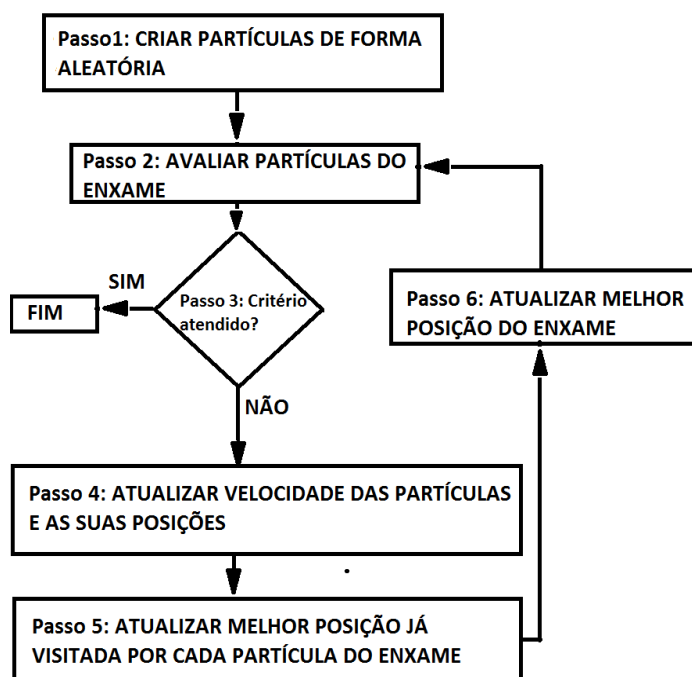 Passo1: CRIAR PARTÍCULAS DE FORMA
ALEATÓRIA
Passo 2: AVALIAR PARTÍCULAS DO
ENXAME
SIM
Passo 3: Critério
atendido?
FIM
Passo 6: ATUALIZAR MELHOR
POSIÇÃO DO ENXAME
NÃO
Passo 4: ATUALIZAR VELOCIDADE DAS PARTÍCULAS
E AS SUAS POSIÇÕES
Passo 5: ATUALIZAR MELHOR POSIÇÃO JÁ
VISITADA POR CADA PARTÍCULA DO ENXAME